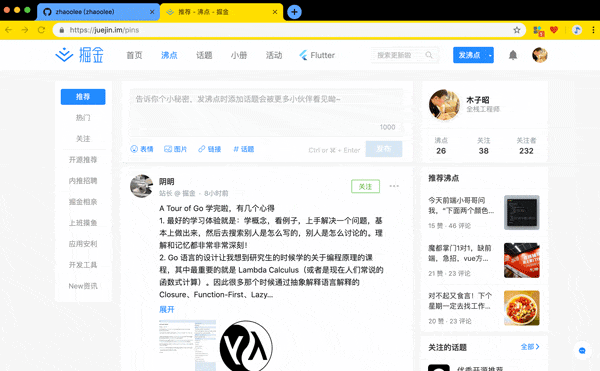 zhaoolee (zhaoolee)
推荐 - 沸点 - 掘金
https://juejin.im/pins
掘金
首页
沸点
话题
小册
活动
Flutter
搜索更新啦
发沸点
推荐
热门
关注
开源推荐
内推招聘
掘金相亲
上班摸鱼
应用安利
开发工具
New资讯
告诉你个小秘密，发沸点时添加话题会被更多小伙伴看见呦~
1000
表情
图片
链接
# 话题
Ctrl or ⌘ + Enter
发布
阴明
站长 @ 掘金 · 8小时前
关注
A Tour of Go 学完啦，有几个心得
1. 最好的学习体验就是：学概念，看例子，上手解决一个问题，基
本上做出来，然后去搜索别人是怎么写的，别人是怎么讨论的。理
解和记忆都非常非常深刻！
2. Go 语言的设计让我想到研究生的时候学的关于编程原理的课
程，其中最重要的就是 Lambda Calculus（或者是现在人们常说的
函数式计算）。因此很多那个时候通过抽象解释语言解释的
Closure、Function-First、Lazy...
展开
木子昭
全栈工程师
沸点
关注
关注者
26
38
232
推荐沸点
今天前端小哥哥问
我，“下面两个颜色...
15 赞 · 46 评论
魔都掌门1对1，缺前
端，急招，vue方...
21 赞 · 23 评论
对不起又食言！下个
星期一定去找工作...
20 赞 · 23 评论
关注的话题
全部 >
优秀开源推荐